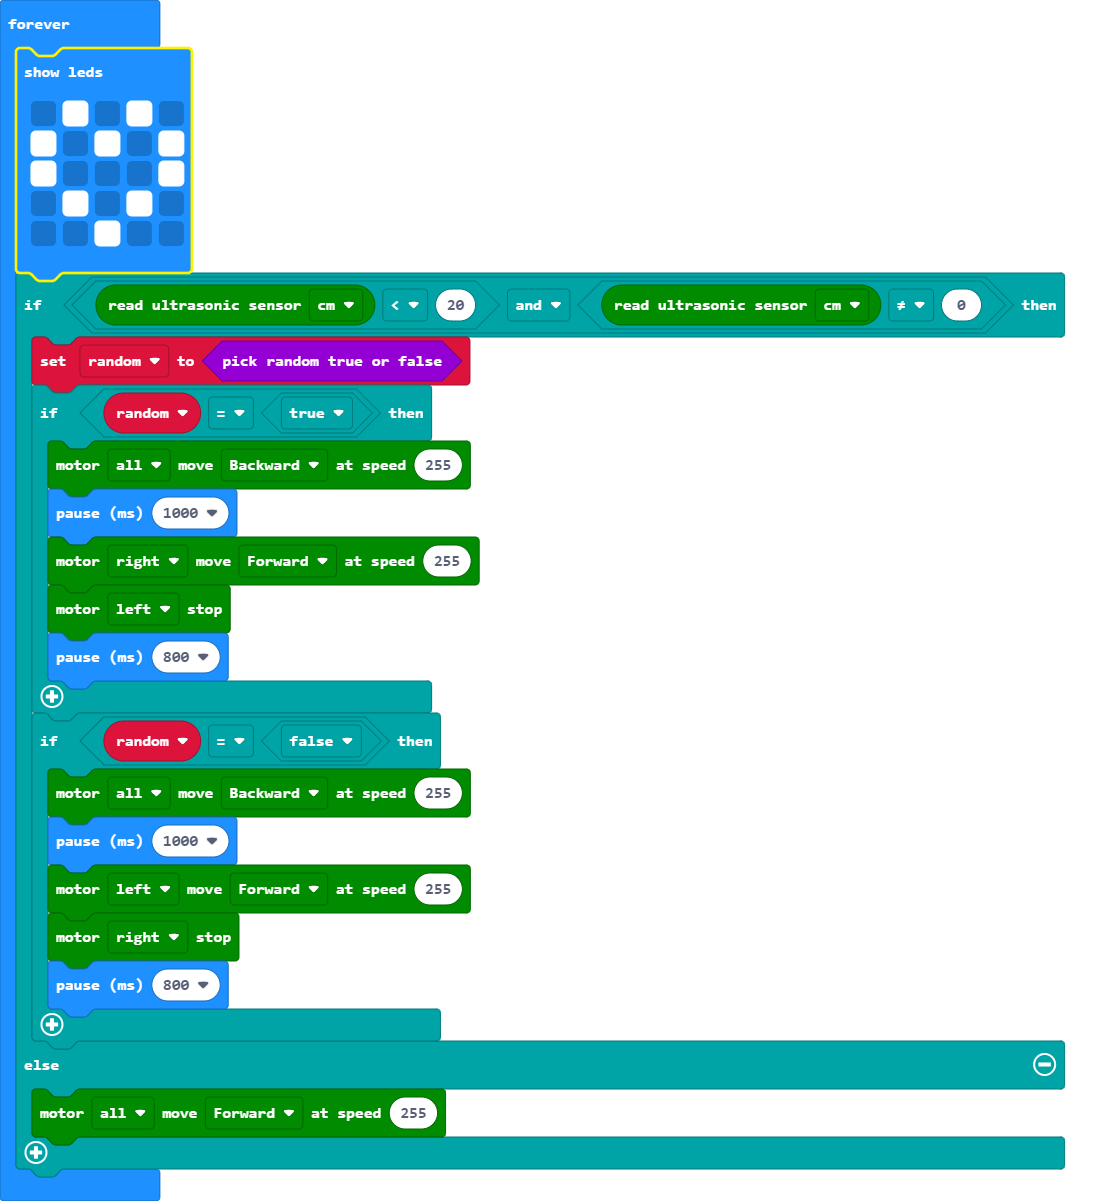 forever
show leds
if read ultrasonic sensor cm < 20 and read ultrasonic sensor cm ≠ 0 then
set random to pick random true or false
if random = true then
motor all move Backward at speed 255
pause (ms) 1000
motor right move Forward at speed 255
motor left stop
pause (ms) 800
if random = false then
motor all move Backward at speed 255
pause (ms) 1000
motor left move Forward at speed 255
motor right stop
pause (ms) 800
else
motor all move Forward at speed 255